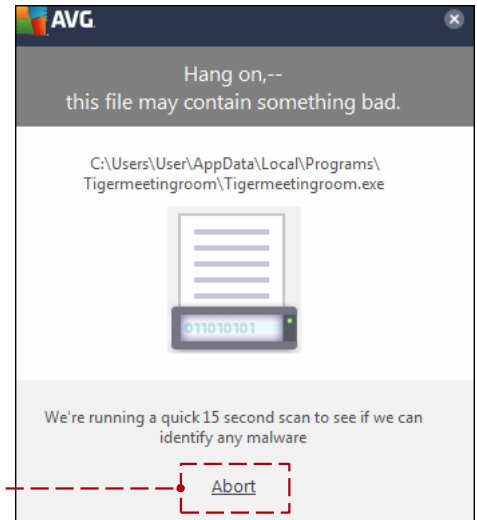 AVG.
Hang on,--
this file may contain something bad.
C:\Users\User\AppData\Local\Programs\
Tigermeetingroom\Tigermeetingroom.exe
011010101
We're running a quick 15 second scan to see if we can
identify any malware
Abort